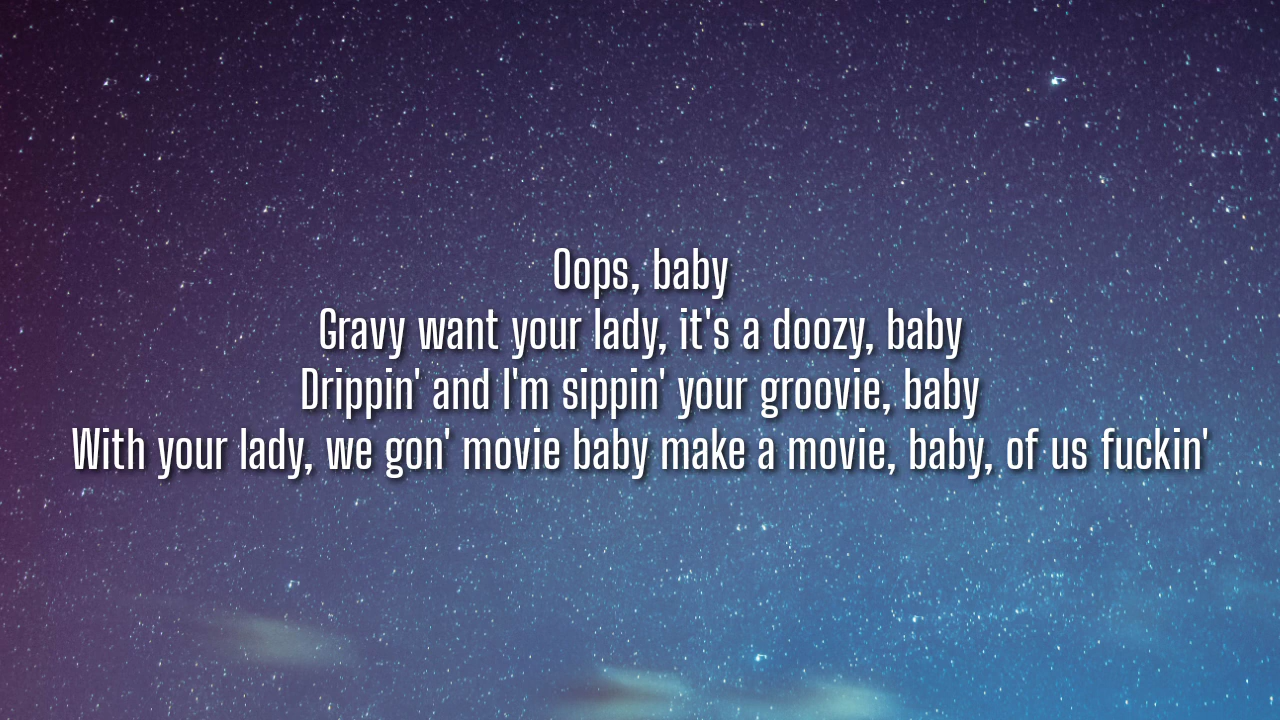 Oops, baby
Gravy want your lady, it's a doozy, baby
Drippin' and I'm sippin' your groovie, baby
With your lady, we gon' movie baby make a movie, baby, of us fuckin'